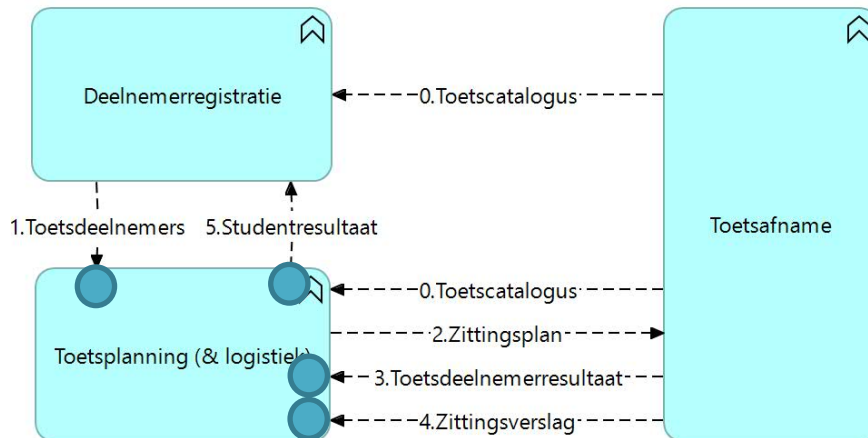 Deelnemerregistratie
0.Toetscatalogus
Toetsafname
1.Toetsdeelnemers
5.Studentresultaat
0.Toetscatalogus
2.Zittingsplan
Toetsplanning (& logistiek)
3.Toetsdeelnemerresultaat
4.Zittingsverslag